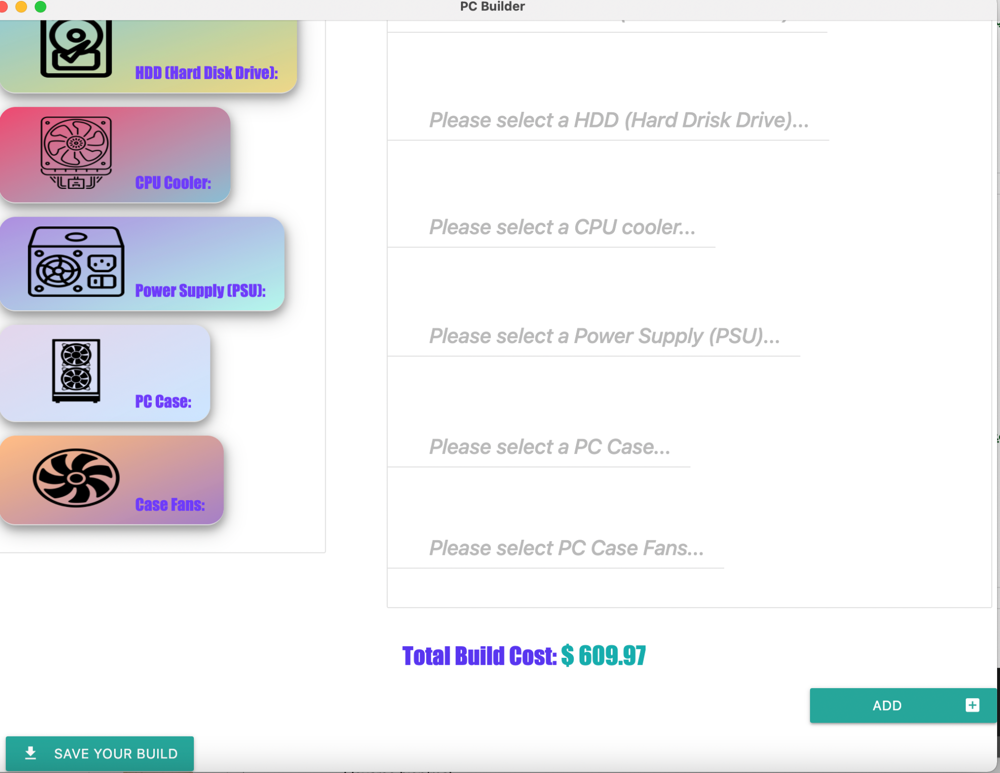 PC Builder
HDD (Hard Disk Drive):
Please select a HDD (Hard Drisk Drive)...
CPU Cooler:
Please select a CPU cooler...
Power Supply (PSU):
Please select a Power Supply (PSU)...
PC Case:
Please select a PC Case...
Case Fans:
Please select PC Case Fans...
Total Build Cost: $ 609.97
ADD
SAVE YOUR BUILD